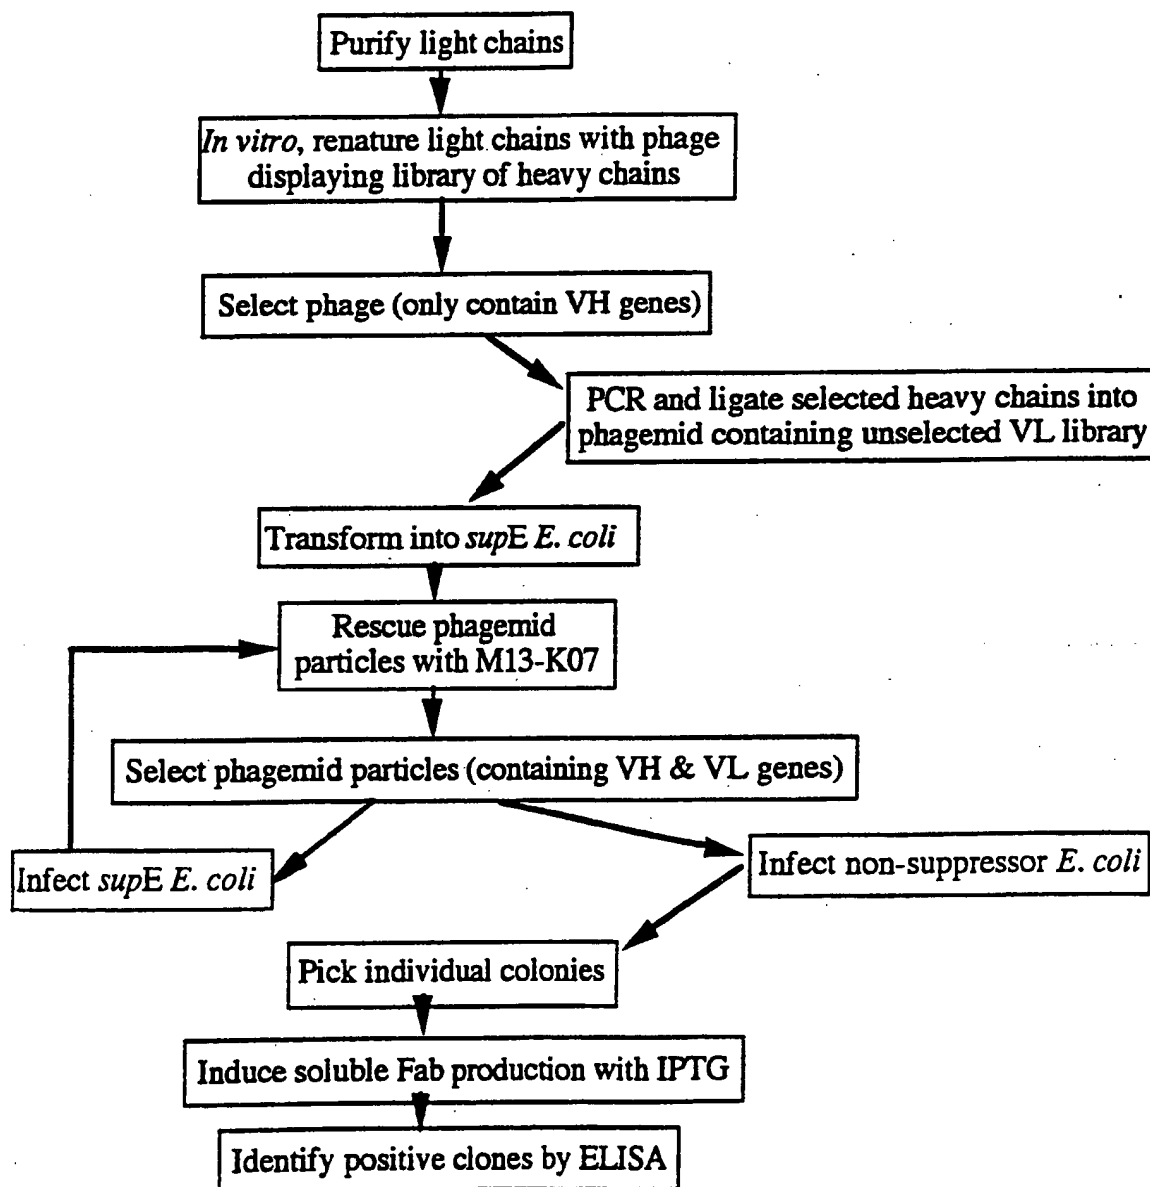 Purify light chains
In vitro, renature light chains with phage
displaying library of heavy chains
Select phage (only contain VH genes)
PCR and ligate selected heavy chains into
phagemid containing unselected VL library
Transform into supE E. coli
Rescue phagemid
particles with M13-K07
Select phagemid particles (containing VH & VL genes)
Infect supE E. coli
Infect non-suppressor E. coli
Pick individual colonies
Induce soluble Fab production with IPTG
Identify positive clones by ELISA